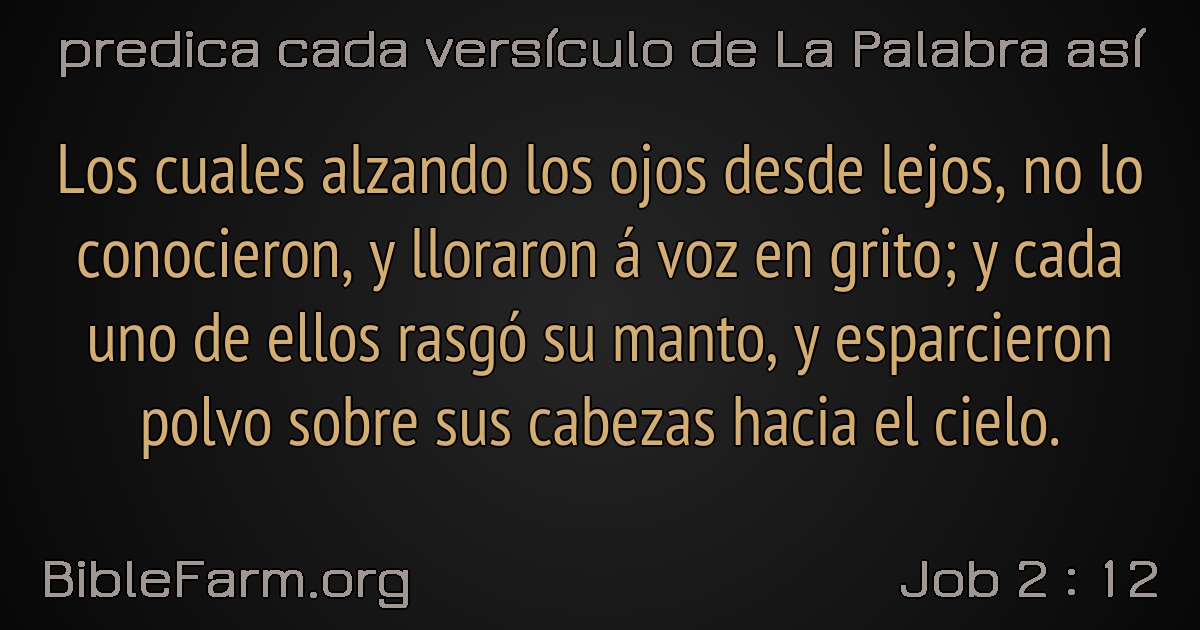 predica cada versículo de La Palabra así
Los cuales alzando los ojos desde lejos, no lo
conocieron, y lloraron á voz en grito; y cada
uno de ellos rasgó su manto, y esparcieron
polvo sobre sus cabezas hacia el cielo.
BibleFarm.org
Job 2 : 12